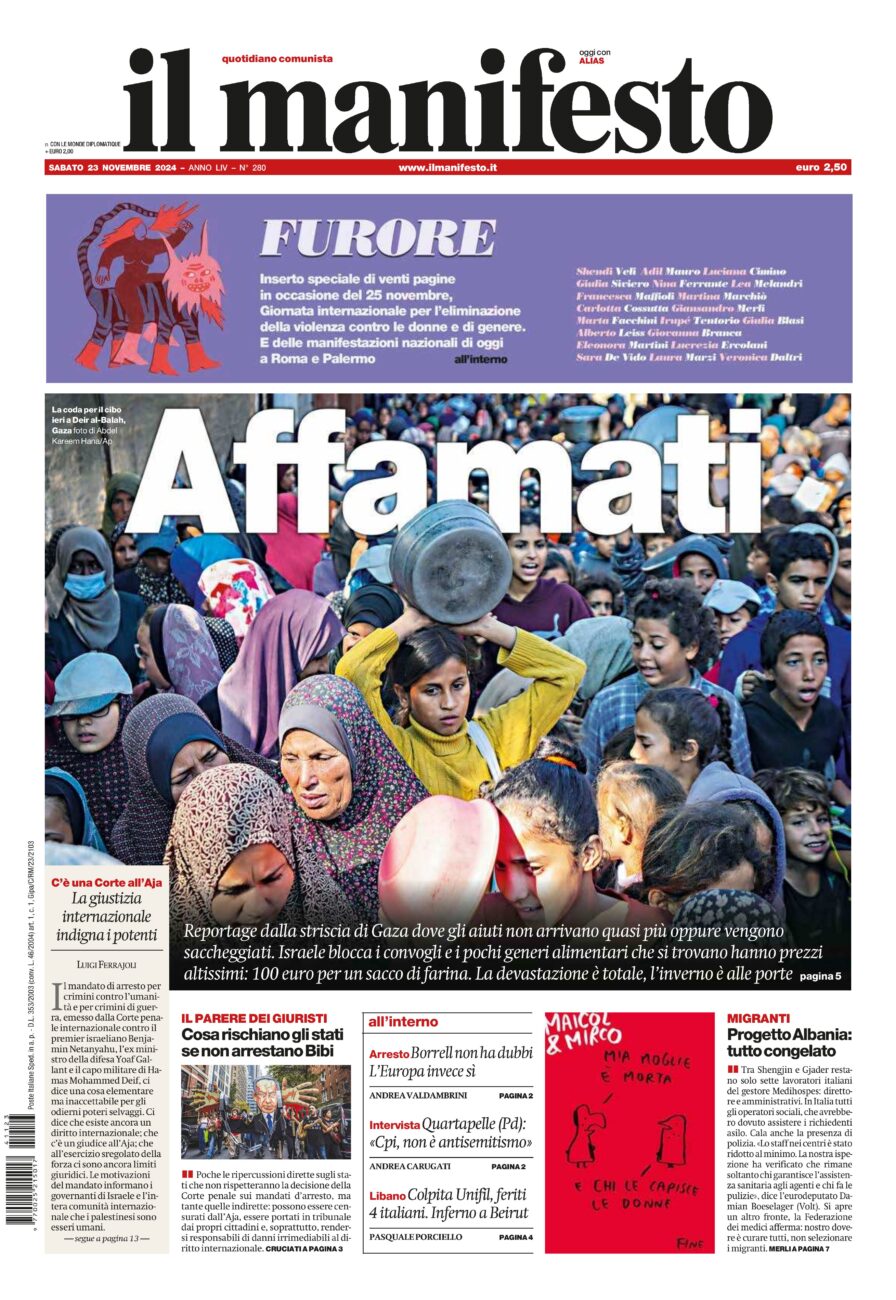 quotidiano comunista
oggi con
ALIAS
il manifesto
CON LE MONDE DIPLOMATIQUE
+ EURO 2,00
SABATO 23 NOVEMBRE 2024 – ANNO LIV – N° 280
www.ilmanifesto.it
euro 2,50
FURORE
Inserto speciale di venti pagine
in occasione del 25 novembre,
Giornata internazionale per l'eliminazione
della violenza contro le donne e di genere.
E delle manifestazioni nazionali di oggi
a Roma e Palermo
all'interno
Shendi Veli Adil Mauro Luciana Cimino
Giulia Siviero Nina Ferrante Lea Melandri
Francesca Maffioli Martina Marchiò
Carlotta Cossutta Giansandro Merli
Marta Facchini Irupé Tentorio Giulia Blasi
Alberto Leiss Giovanna Branca
Eleonora Martini Lucrezia Ercolani
Sara De Vido Laura Marzi Veronica Daltri
La coda per il cibo
ieri a Deir al-Balah,
Gaza foto di Abdel
Kareem Hana/Ap
Affamati
Reportage dalla striscia di Gaza dove gli aiuti non arrivano quasi più oppure vengono
saccheggiati. Israele blocca i convogli e i pochi generi alimentari che si trovano hanno prezzi
altissimi: 100 euro per un sacco di farina. La devastazione è totale, l'inverno è alle porte pagina 5
C'è una Corte all'Aja
La giustizia
internazionale
indigna i potenti
LUIGI FERRAJOLI
Il mandato di arresto per
crimini contro l'umani-
tà e per crimini di guer-
ra, emesso dalla Corte pena-
le internazionale contro il
premier israeliano Benja-
min Netanyahu, l'ex mini-
stro della difesa Yoaf Gal-
lant e il capo militare di Ha-
mas Mohammed Deif, ci
dice una cosa elementare
ma inaccettabile per gli
odierni poteri selvaggi. Ci
dice che esiste ancora un
diritto internazionale; che
c'è un giudice all'Aja; che
all'esercizio sregolato della
forza ci sono ancora limiti
giuridici. Le motivazioni
del mandato informano i
governanti di Israele e l'in-
tera comunità internazio-
nale che i palestinesi sono
esseri umani.
— segue a pagina 13 —
IL PARERE DEI GIURISTI
Cosa rischiano gli stati
se non arrestano Bibi
Poche le ripercussioni dirette sugli sta-
ti che non rispetteranno la decisione della
Corte penale sui mandati d'arresto, ma
tante quelle indirette: possono essere cen-
surati dall'Aja, essere portati in tribunale
dai propri cittadini e, soprattutto, render-
si responsabili di danni irrimediabili al di-
ritto internazionale. CRUCIATI A PAGINA 3
all'interno
Arresto Borrell non ha dubbi
L'Europa invece sì
ANDREA VALDAMBRINI PAGINA 2
Intervista Quartapelle (Pd):
«Cpi, non è antisemitismo»
ANDREA CARUGATI PAGINA 2
Libano Colpita Unifil, feriti
4 italiani. Inferno a Beirut
PASQUALE PORCIELLO PAGINA 4
MAICOL
& MIRCO
MIA MOGLIE
È MORTA
E CHI LE CAPISCE
LE DONNE
FINE
MIGRANTI
Progetto Albania:
tutto congelato
Tra Shengjin e Gjader resta-
no solo sette lavoratori italiani
del gestore Medihospes: diretto-
re e amministrativi. In Italia tutti
gli operatori sociali, che avrebbe-
ro dovuto assistere i richiedenti
asilo. Cala anche la presenza di
polizia. «Lo staff nei centri è stato
ridotto al minimo. La nostra ispe-
zione ha verificato che rimane
soltanto chi garantisce l'assisten-
za sanitaria agli agenti e chi fa le
pulizie», dice l'eurodeputato Da-
mian Boeselager (Volt). Si apre
un altro fronte, la Federazione
dei medici afferma: nostro dove-
re è curare tutti, non selezionare
i migranti. MERLI A PAGINA 7
Poste Italiane Sped. in a. p. - D.L. 353/2003 (conv. L. 46/2004) art. 1, c. 1, Gipa/C/RM/23/2103
41123
9 770025 215017